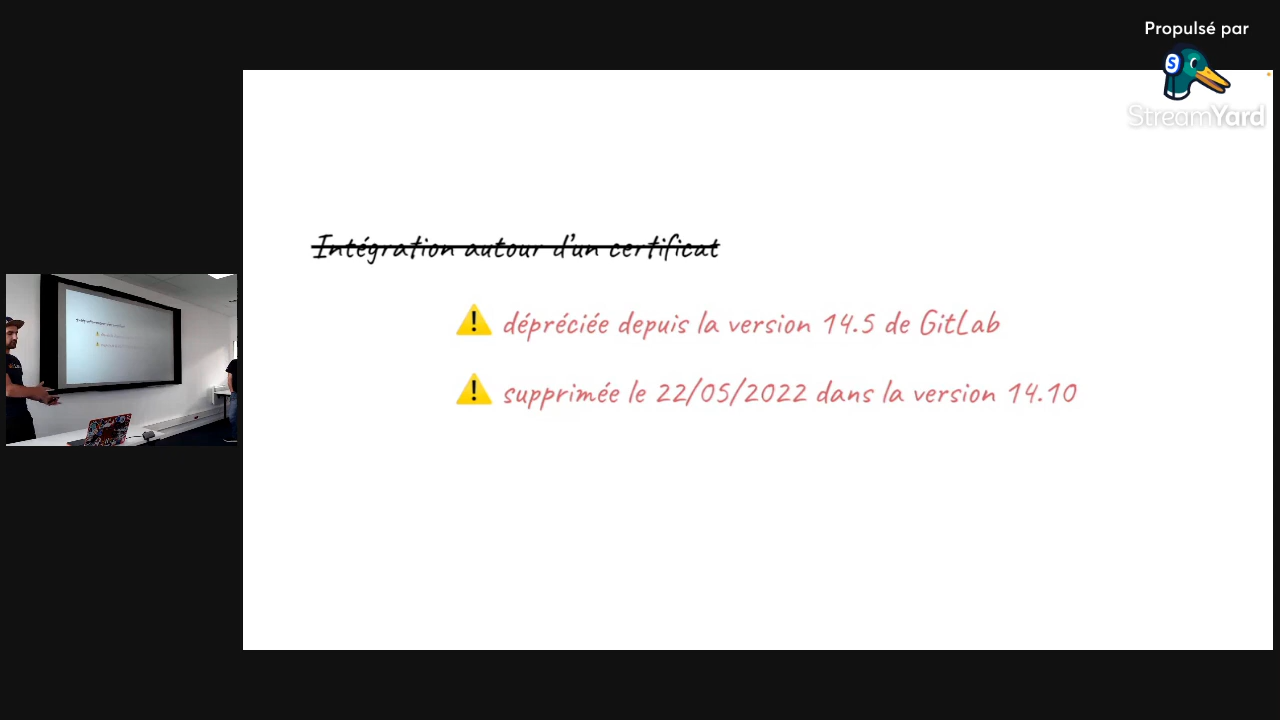 Propulsé par
StreamYard
Intégration autour d'un certificat
⚠ dépréciée depuis la version 14.5 de GitLab
⚠ supprimée le 22/05/2022 dans la version 14.10